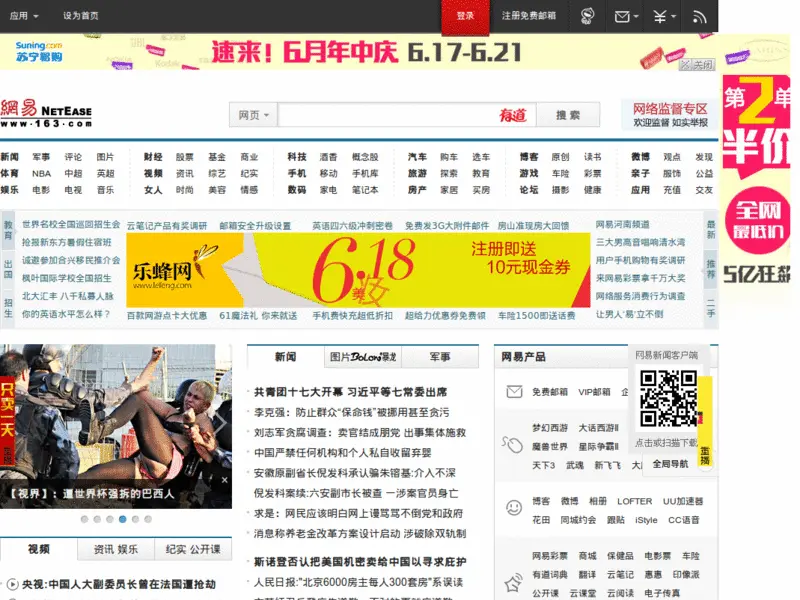 应用 设为首页 登录 注册免费邮箱
Suning.com
苏宁易购
速来！6月年中庆 6.17-6.21
关闭
網易 NETEASE
www.163.com
网页 有道 搜索
网络监督专区
欢迎监督 如实举报
第2单
半价
全网
最低价
5亿狂
新闻 军事 评论 图片 财经 股票 基金 商业 科技 酒香 概念股 汽车 购车 选车 博客 原创 读书 微博 观点 发现
体育 NBA 中超 英超 视频 资讯 综艺 纪实 手机 移动 手机库 旅游 探索 教育 游戏 车险 彩票 亲子 服饰 公益
娱乐 电影 电视 音乐 女人 时尚 美容 情感 数码 家电 笔记本 房产 家居 买房 论坛 摄影 健康 应用 充值 交友
教育
出国
招生
世界名校全国巡回招生会
抢报新东方暑假住宿班
诚邀参加合兴移民推介会
枫叶国际学校全国招生
北大汇丰 八千私募人脉
你的英语水平怎么样？
云笔记产品有奖调研 邮箱安全升级设置 英语四六级冲刺密卷 免费发3G大附件邮件 房山准现房大回馈
乐蜂网
www.lefeng.com
6.18
美妆
注册即送
10元现金券
百款网游点卡大优惠 61魔法礼 你来就送 手机费快充超低折扣 超给力优惠券免费领 车险1500即送话费
网易河南频道
三大男高音唱响清水湾
用户手机购物有奖调研
来网易彩票拿千万大奖
网络服务消费行为调查
让男人‘易’立不倒
最新
推荐
二手
只卖一天
【视界】：遭世界杯强拆的巴西人
视频 资讯 娱乐 纪实 公开课
央视:中国人大副委员长曾在法国遭抢劫
新闻 图片 军事
共青团十七大开幕 习近平等七常委出席
李克强：防止群众“保命钱”被挪用甚至贪污
刘志军贪腐调查：卖官结成朋党 出事集体施救
中国严禁任何机构和个人私自收留弃婴
安徽原副省长倪发科承认骗朱镕基:介入不深
倪发科案续:六安副市长被查 一涉案官员身亡
求是：网民应该明白网上谩骂骂不倒党和政府
消息称养老金改革方案设计启动 涉破除双轨制
斯诺登否认把美国机密卖给中国以寻求庇护
人民日报:“北京6000房主每人300套房”系误读
网易产品
免费邮箱 VIP邮箱
梦幻西游 大话西游II
魔兽世界 星际争霸II
天下3 武魂 新飞飞
博客 微博 相册 LOFTER UU加速器
花田 同城约会 跟贴 iStyle CC语音
网易彩票 商城 保健品 电影票 车险
有道词典 翻译 云笔记 惠惠 印像派
公开课 云课堂 云阅读 电子传真
网易新闻客户端
点击或扫描下载
全局导航
直播